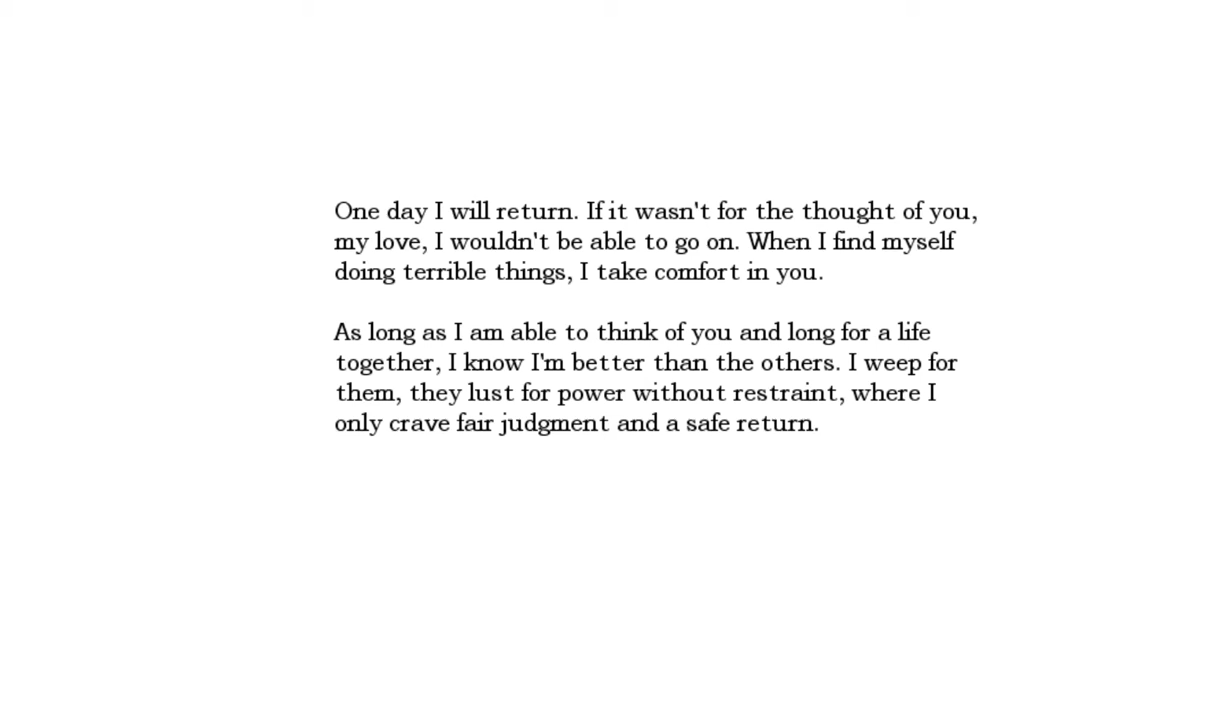 One day I will return. If it wasn't for the thought of you,
my love, I wouldn't be able to go on. When I find myself
doing terrible things, I take comfort in you.
As long as I am able to think of you and long for a life
together, I know I'm better than the others. I weep for
them, they lust for power without restraint, where I
only crave fair judgment and a safe return.